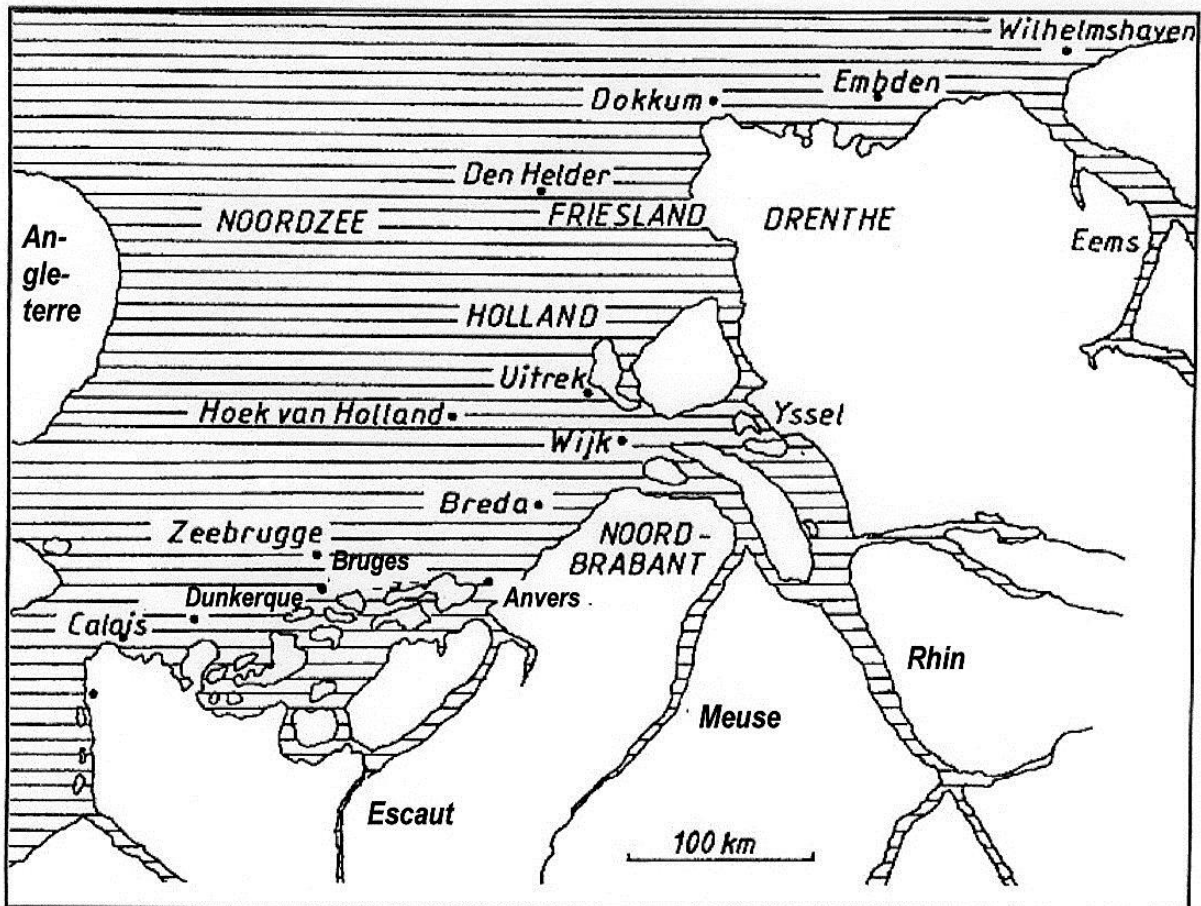 Wilhelmshaven
Embden
Dokkum
Den Helder
NOORDZEE
FRIESLAND
DRENTHE
An-
gle-
terre
Eems
HOLLAND
Uitrek
Hoek van Holland
Yssel
Wijk
Breda
Zeebrugge
NOORD-
BRABANT
Bruges
Dunkerque
Anvers
Calais
Rhin
Meuse
Escaut
100 km